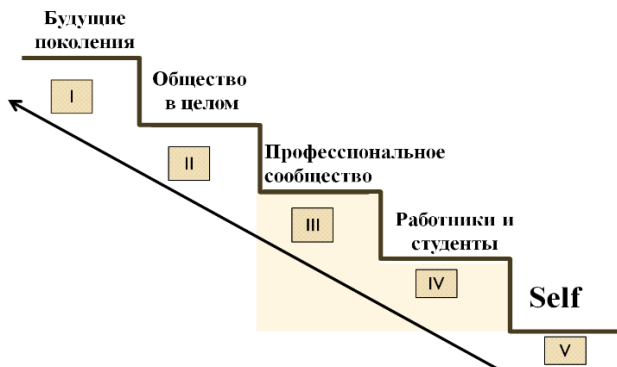 Будущие
поколения
I
Общество
в целом
II
Профессиональное
сообщество
III
Работники и
студенты
IV
Self
V